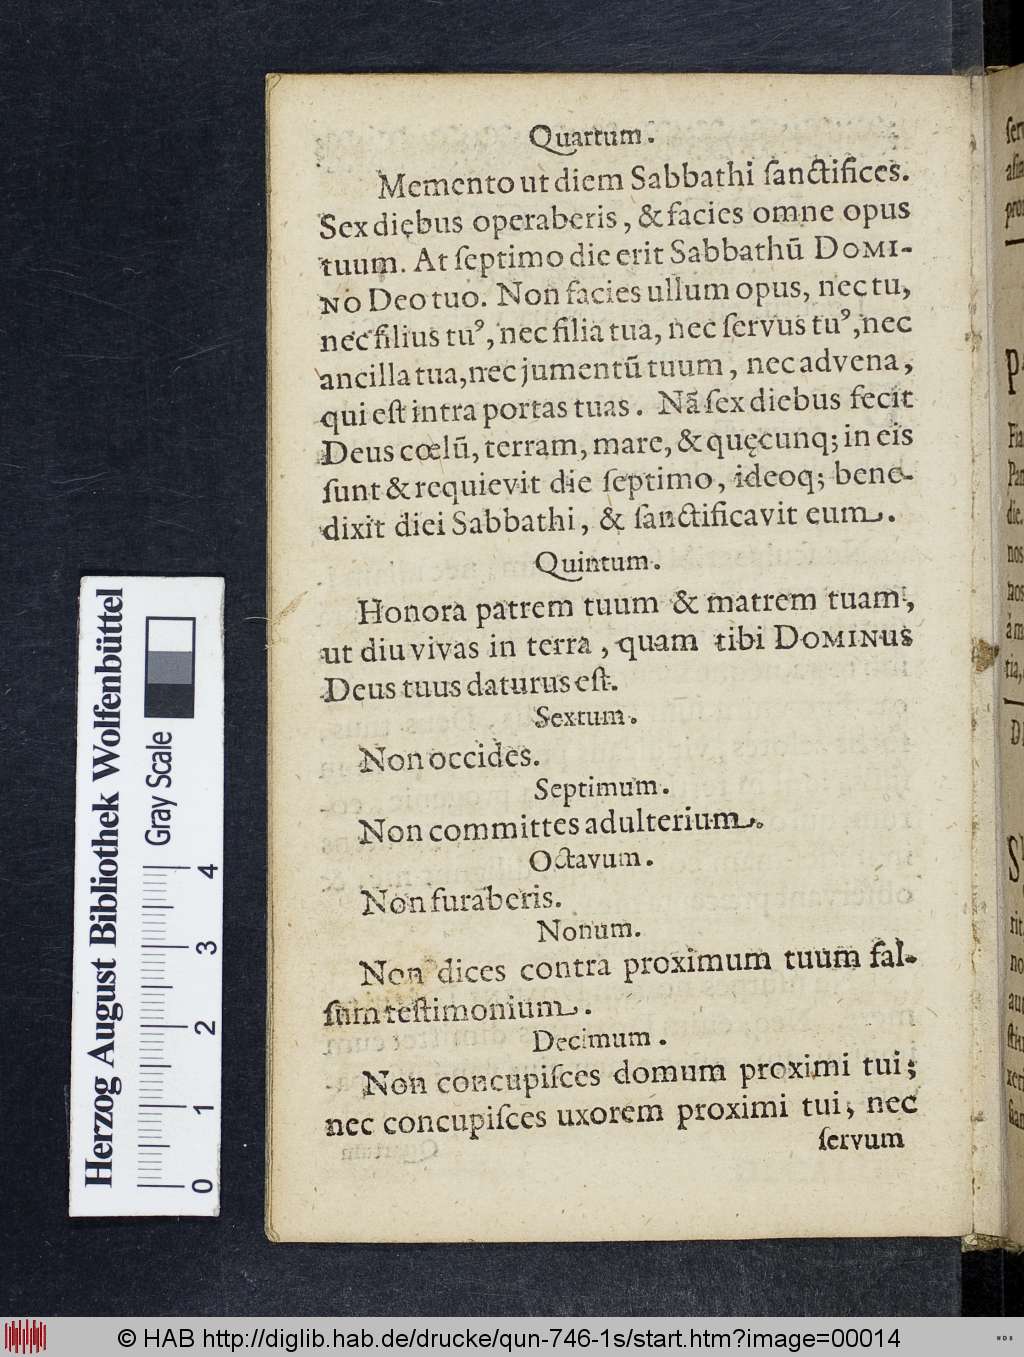 Quartum.
Memento ut diem Sabbathi ſanctifices.
Sex diębus operaberis, & facies omne opus
tuum. At ſeptimo die erit Sabbathũ DOMI-
NO Deo tuo. Non facies ullum opus, nec tu,
nec filius tuꝰ, nec filia tua, nec ſervus tuꝰ, nec
ancilla tua, nec jumentũ tuum, nec advena,
qui eſt intra portas tuas. Nã ſex diebus fecit
Deus cœlũ, terram, mare, & quęcunq; in eis
ſunt & requievit die ſeptimo, ideoq; bene-
dixit diei Sabbathi, & ſanctificavit eum.
Quintum.
Honora patrem tuum & matrem tuam,
ut diu vivas in terra, quam tibi DOMINUS
Deus tuus daturus eſt.
Sextum.
Non occides.
Septimum.
Non committes adulterium.
Octavum.
Non furaberis.
Nonum.
Non dices contra proximum tuum fal-
ſum teſtimonium.
Decimum.
Non concupiſces domum proximi tui;
nec concupiſces uxorem proximi tui, nec
ſervum
Herzog August Bibliothek Wolfenbüttel
Gray Scale
0 1 2 3 4
© HAB http://diglib.hab.de/drucke/qun-746-1s/start.htm?image=00014